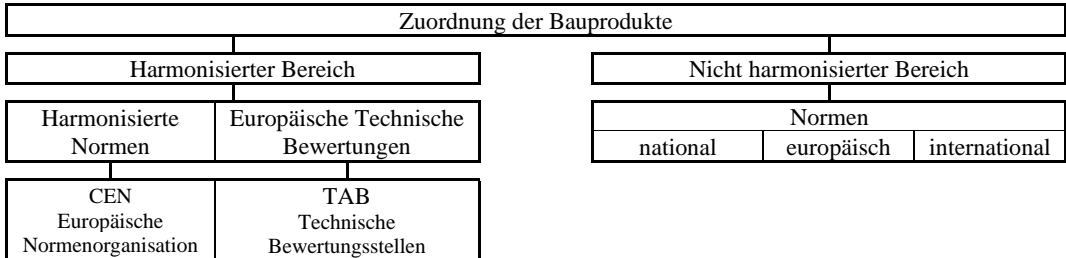 Zuordnung der Bauprodukte
Harmonisierter Bereich
Nicht harmonisierter Bereich
Harmonisierte
Normen
Europäische Technische
Bewertungen
Normen
national
europäisch
international
CEN
Europäische
Normenorganisation
TAB
Technische
Bewertungsstellen